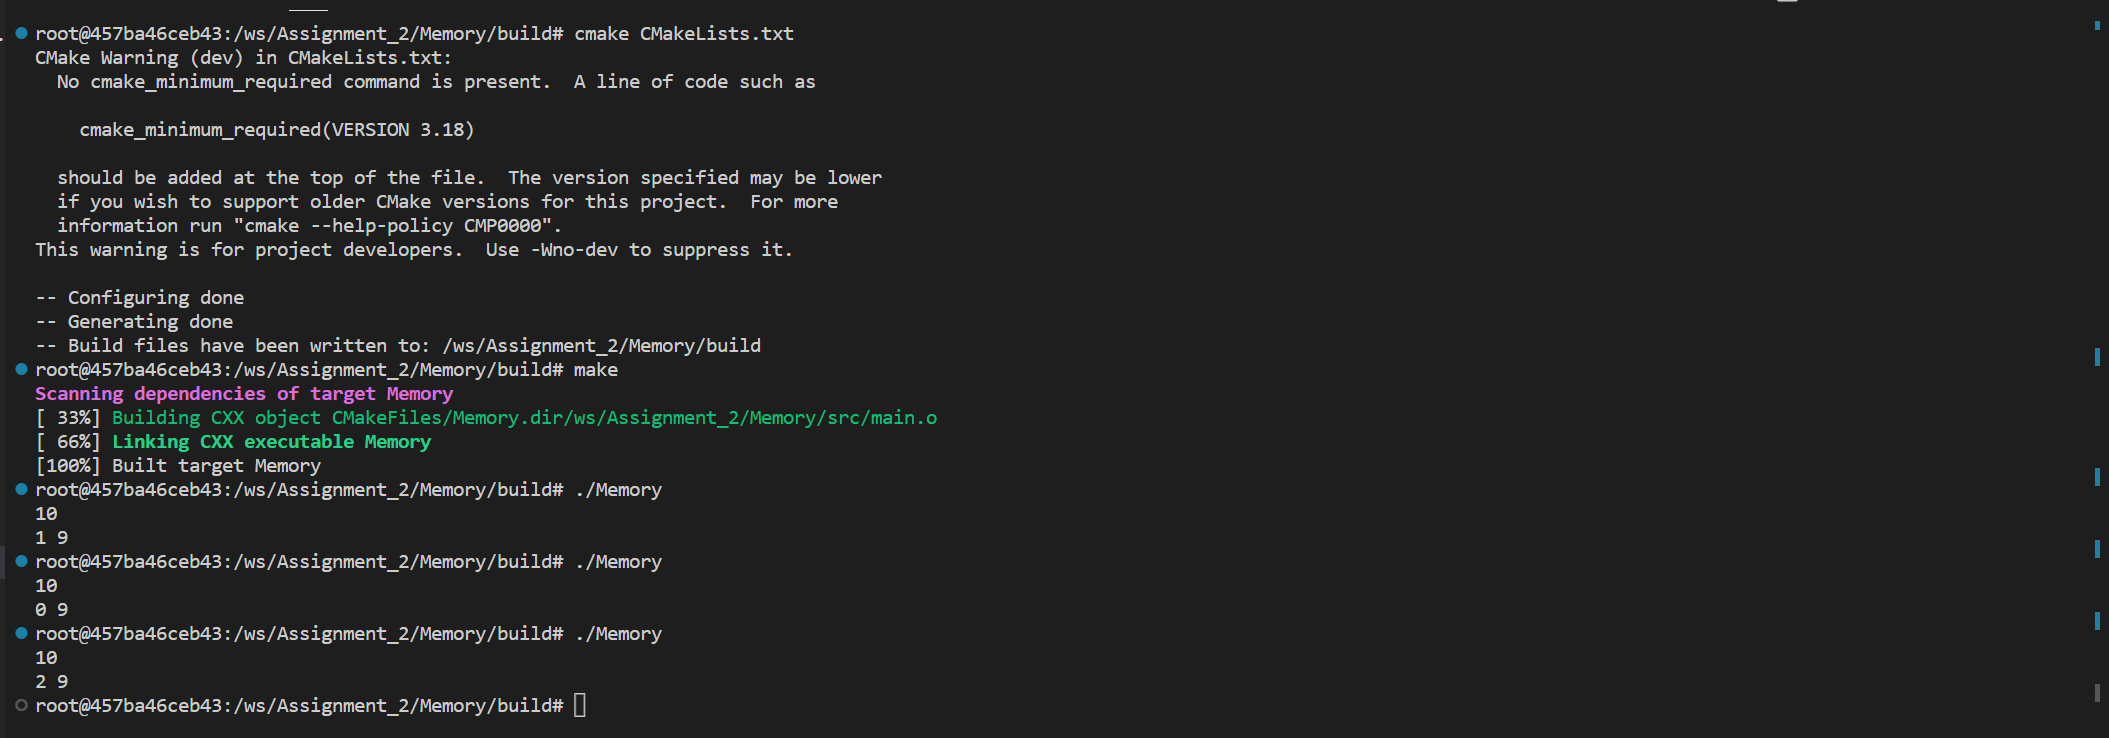 root@457ba46ceb43:/ws/Assignment_2/Memory/build# cmake CMakeLists.txt
CMake Warning (dev) in CMakeLists.txt:
  No cmake_minimum_required command is present.  A line of code such as

    cmake_minimum_required(VERSION 3.18)

  should be added at the top of the file.  The version specified may be lower
  if you wish to support older CMake versions for this project.  For more
  information run "cmake --help-policy CMP0000".
This warning is for project developers.  Use -Wno-dev to suppress it.

-- Configuring done
-- Generating done
-- Build files have been written to: /ws/Assignment_2/Memory/build
root@457ba46ceb43:/ws/Assignment_2/Memory/build# make
Scanning dependencies of target Memory
[ 33%] Building CXX object CMakeFiles/Memory.dir/ws/Assignment_2/Memory/src/main.o
[ 66%] Linking CXX executable Memory
[100%] Built target Memory
root@457ba46ceb43:/ws/Assignment_2/Memory/build# ./Memory
10
1 9
root@457ba46ceb43:/ws/Assignment_2/Memory/build# ./Memory
10
0 9
root@457ba46ceb43:/ws/Assignment_2/Memory/build# ./Memory
10
2 9
root@457ba46ceb43:/ws/Assignment_2/Memory/build#